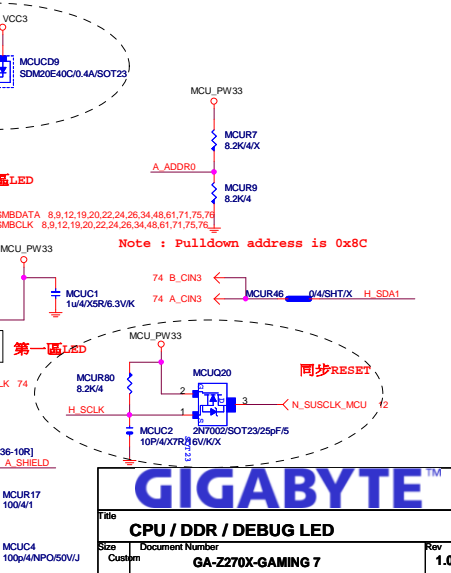 VCC3
MCUCD9
SDM20E40C/0.4A/SOT23
MCU_PW33
MCUR7
8.2K/4/X
A_ADDR0
MCUR9
8.2K/4
區LED
SMBDATA 8,9,12,19,20,22,24,26,34,48,61,71,75,76
SMBCLK 8,9,12,19,20,22,24,26,34,48,61,71,75,76
Note : Pulldown address is 0x8C
MCU_PW33
74 B_CIN3
MCUC1
1u/4/X5R/6.3V/K
74 A_CIN3
MCUR46
0/4/SHT/X
H_SDA1
第一區LED
MCU_PW33
同步RESET
LK 74
MCUR80
8.2K/4
MCUQ20
2
3
N_SUSCLK_MCU
H_SCLK
1
MCUC2
10P/4/X7R/16V/K/X
2N7002/SOT23/25pF/5
SOT23
36-10R]
A_SHIELD
MCUR17
100/4/1
GIGABYTE™
Title
CPU / DDR / DEBUG LED
MCUC4
100p/4/NPO/50V/J
Size
Custom
Document Number
GA-Z270X-GAMING 7
Rev
1.0